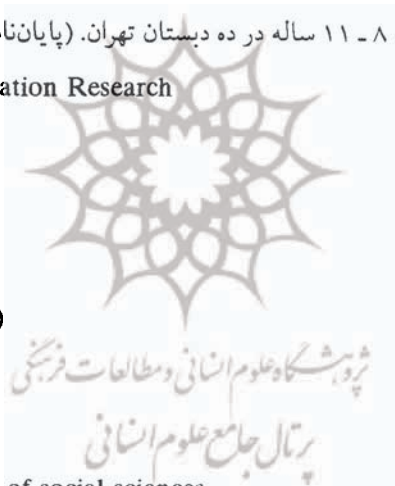 ۸ ـ ۱۱ ساله در ده دبستان تهران. (پایان‌نا
ation Research
پژوهشگاه علوم انسانی و مطالعات فرهنگی
پرتال جامع علوم انسانی
of social sciences